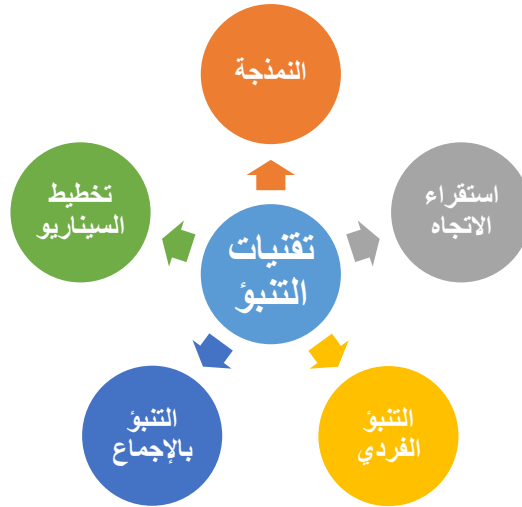 النمذجة
استقراء
الاتجاه
تخطيط
السيناريو
تقنيات
التنبؤ
التنبؤ
الفردي
التنبؤ
بالإجماع